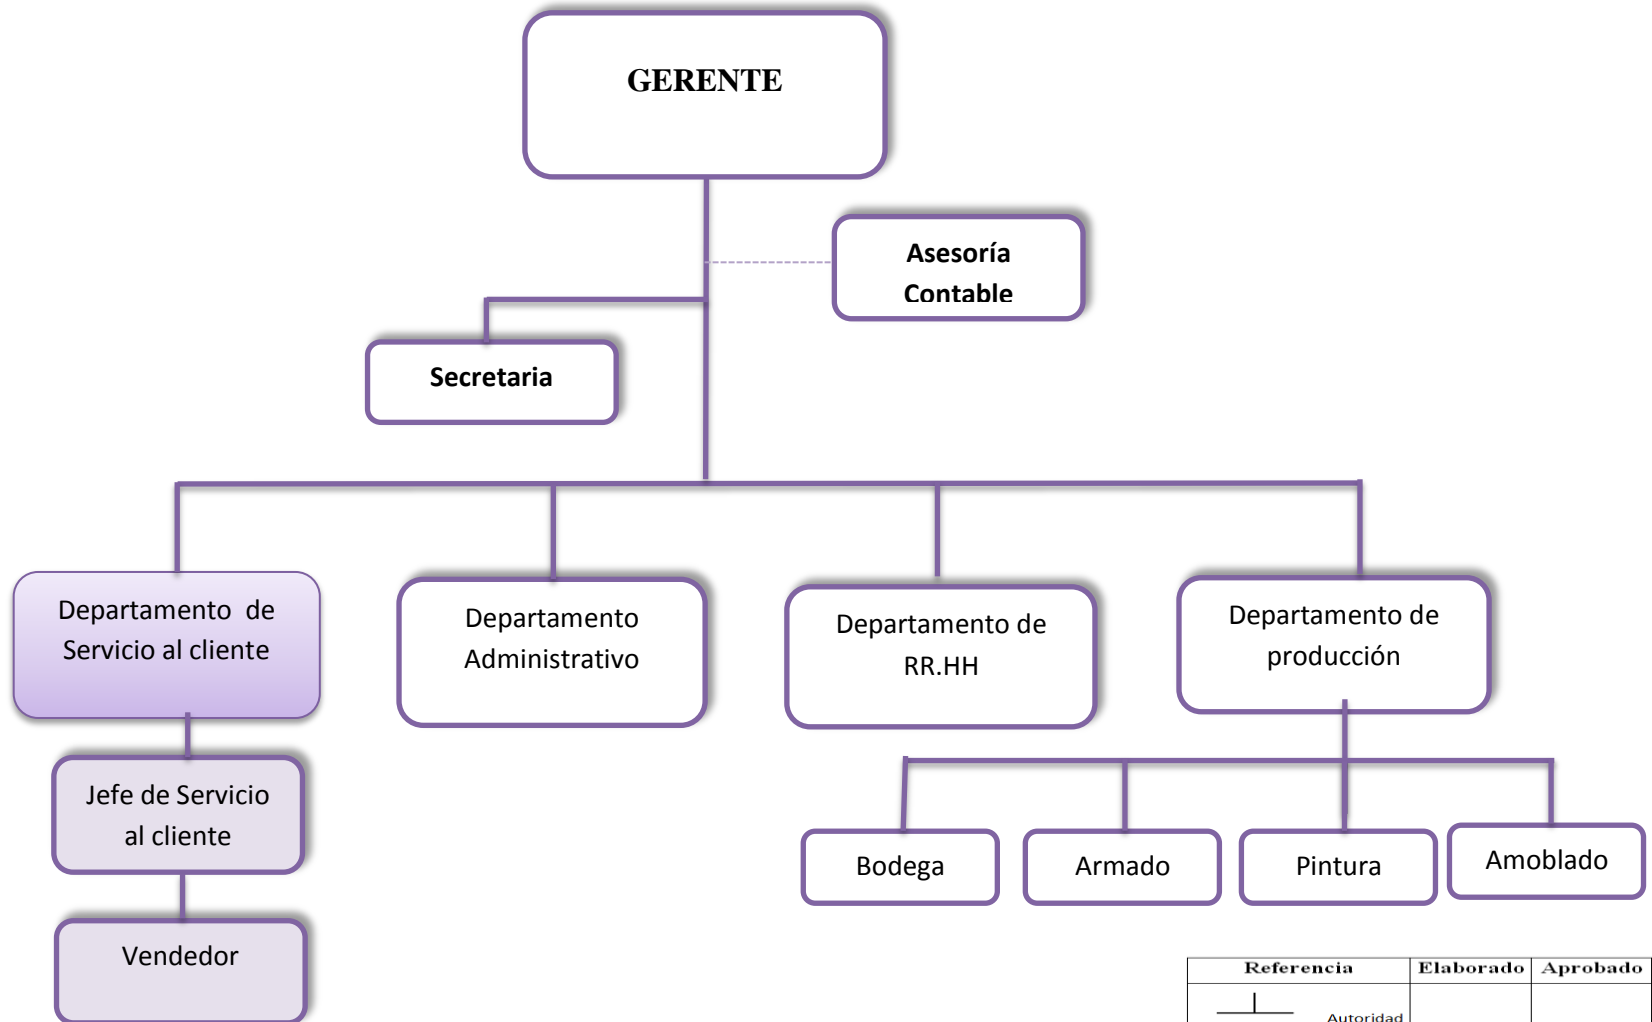 GERENTE
Asesoría
Contable
Secretaria
Departamento de
Servicio al cliente
Departamento
Administrativo
Departamento de
RR.HH
Departamento de
producción
Jefe de Servicio
al cliente
Bodega
Armado
Pintura
Amoblado
Vendedor
Referencia Elaborado Aprobado
Autoridad